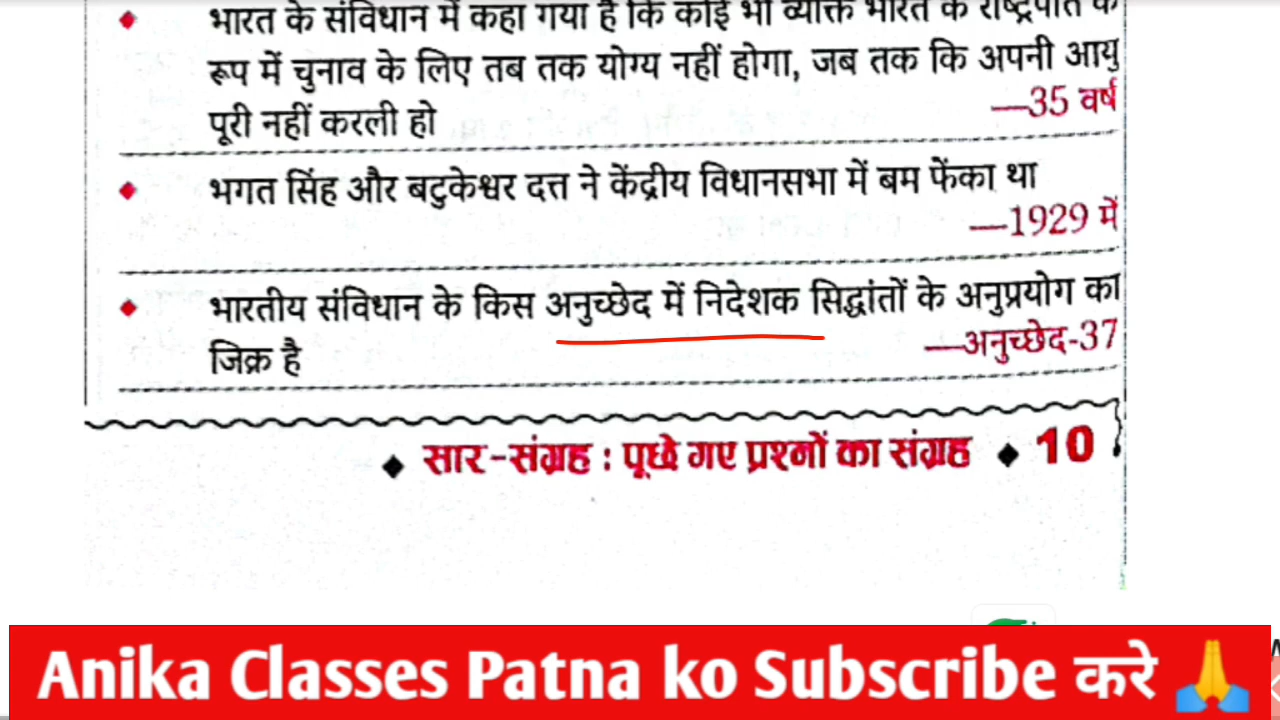 भारत के संविधान में कहा गया है कि कोई भी व्यक्ति भारत के राष्ट्रपति के
रूप में चुनाव के लिए तब तक योग्य नहीं होगा, जब तक कि अपनी आयु
पूरी नहीं करली हो
—35 वर्ष
भगत सिंह और बटुकेश्वर दत्त ने केंद्रीय विधानसभा में बम फेंका था
—1929 में
भारतीय संविधान के किस अनुच्छेद में निदेशक सिद्धांतों के अनुप्रयोग का
जिक्र है
—अनुच्छेद-37
◆ सार-संग्रह : पूछे गए प्रश्नों का संग्रह ◆ 10
Anika Classes Patna ko Subscribe करे 🙏